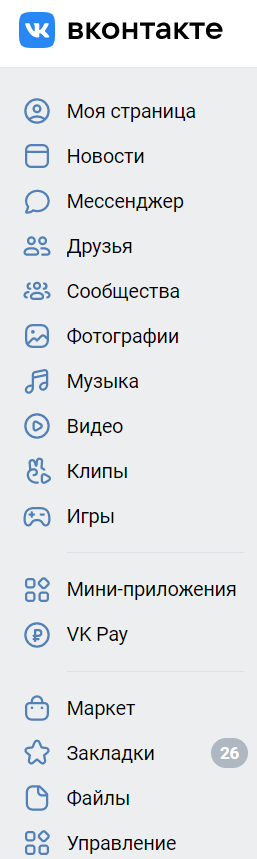 вконтакте
Моя страница
Новости
Мессенджер
Друзья
Сообщества
Фотографии
Музыка
Видео
Клипы
Игры
Мини-приложения
VK Pay
Маркет
Закладки 26
Файлы
Управление